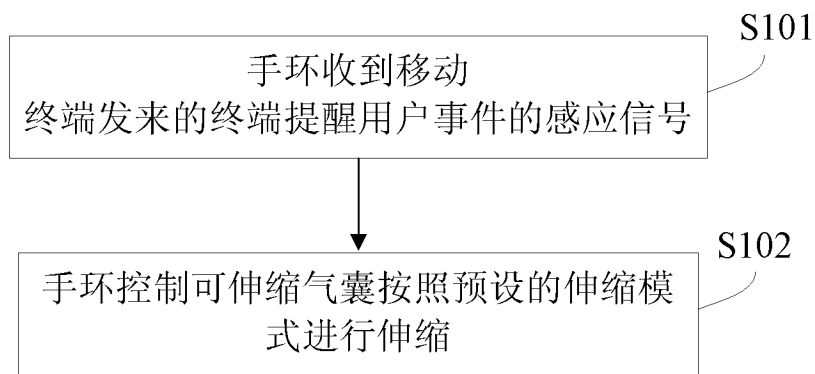 S101
手环收到移动
终端发来的终端提醒用户事件的感应信号
S102
手环控制可伸缩气囊按照预设的伸缩模
式进行伸缩